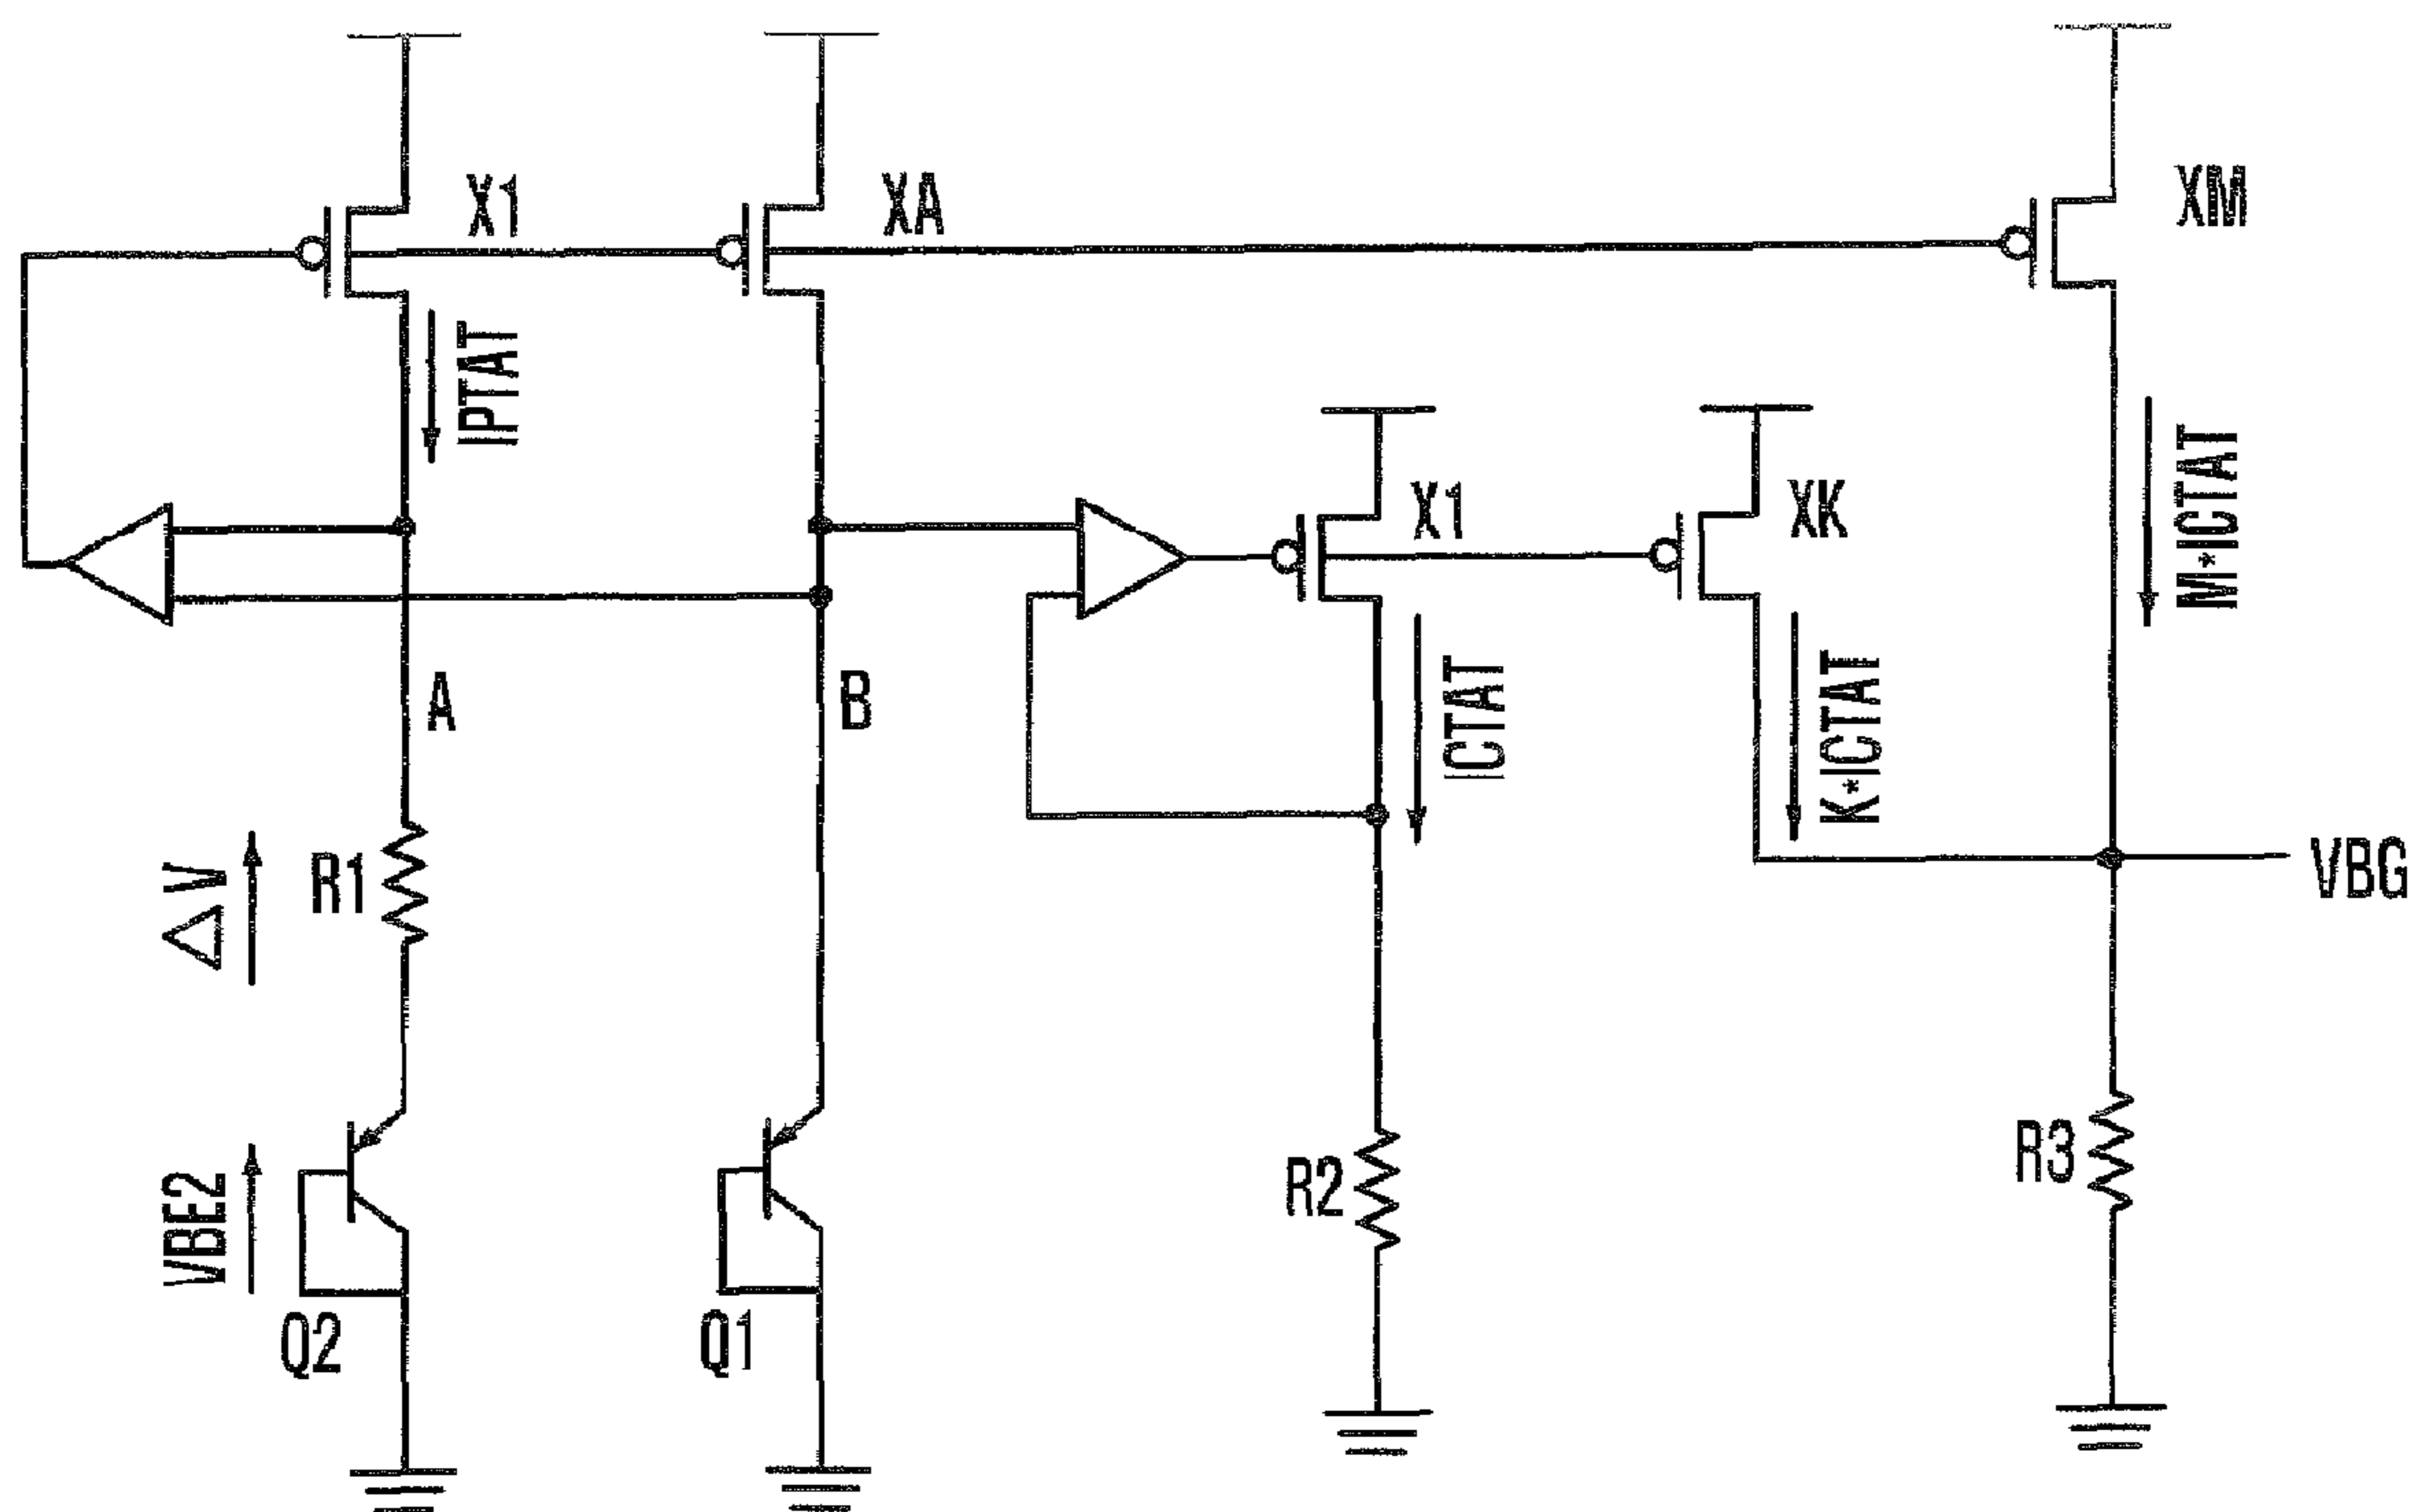 X1
XA
XM
IPTAT
X1
XK
M*ICTAT
A
B
ICTAT
K*ICTAT
ΔV
R1
VBG
VBE2
R2
R3
Q2
Q1